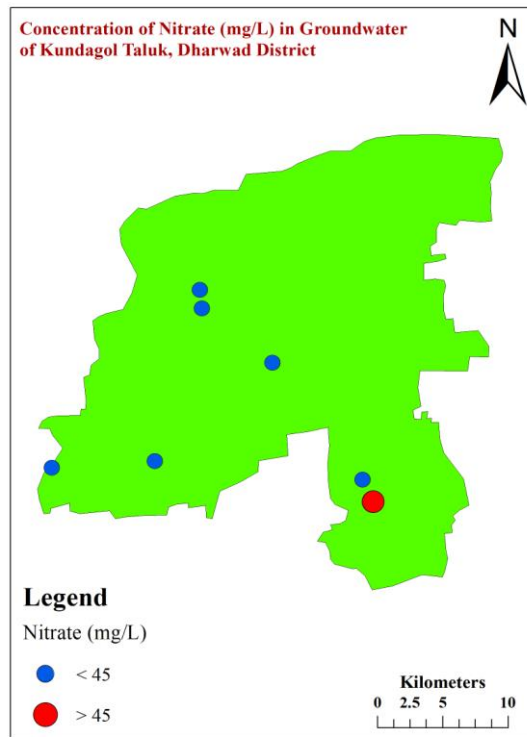 Concentration of Nitrate (mg/L) in Groundwater
of Kundagol Taluk, Dharwad District
N
Legend
Nitrate (mg/L)
< 45
> 45
Kilometers
0 2.5 5 10